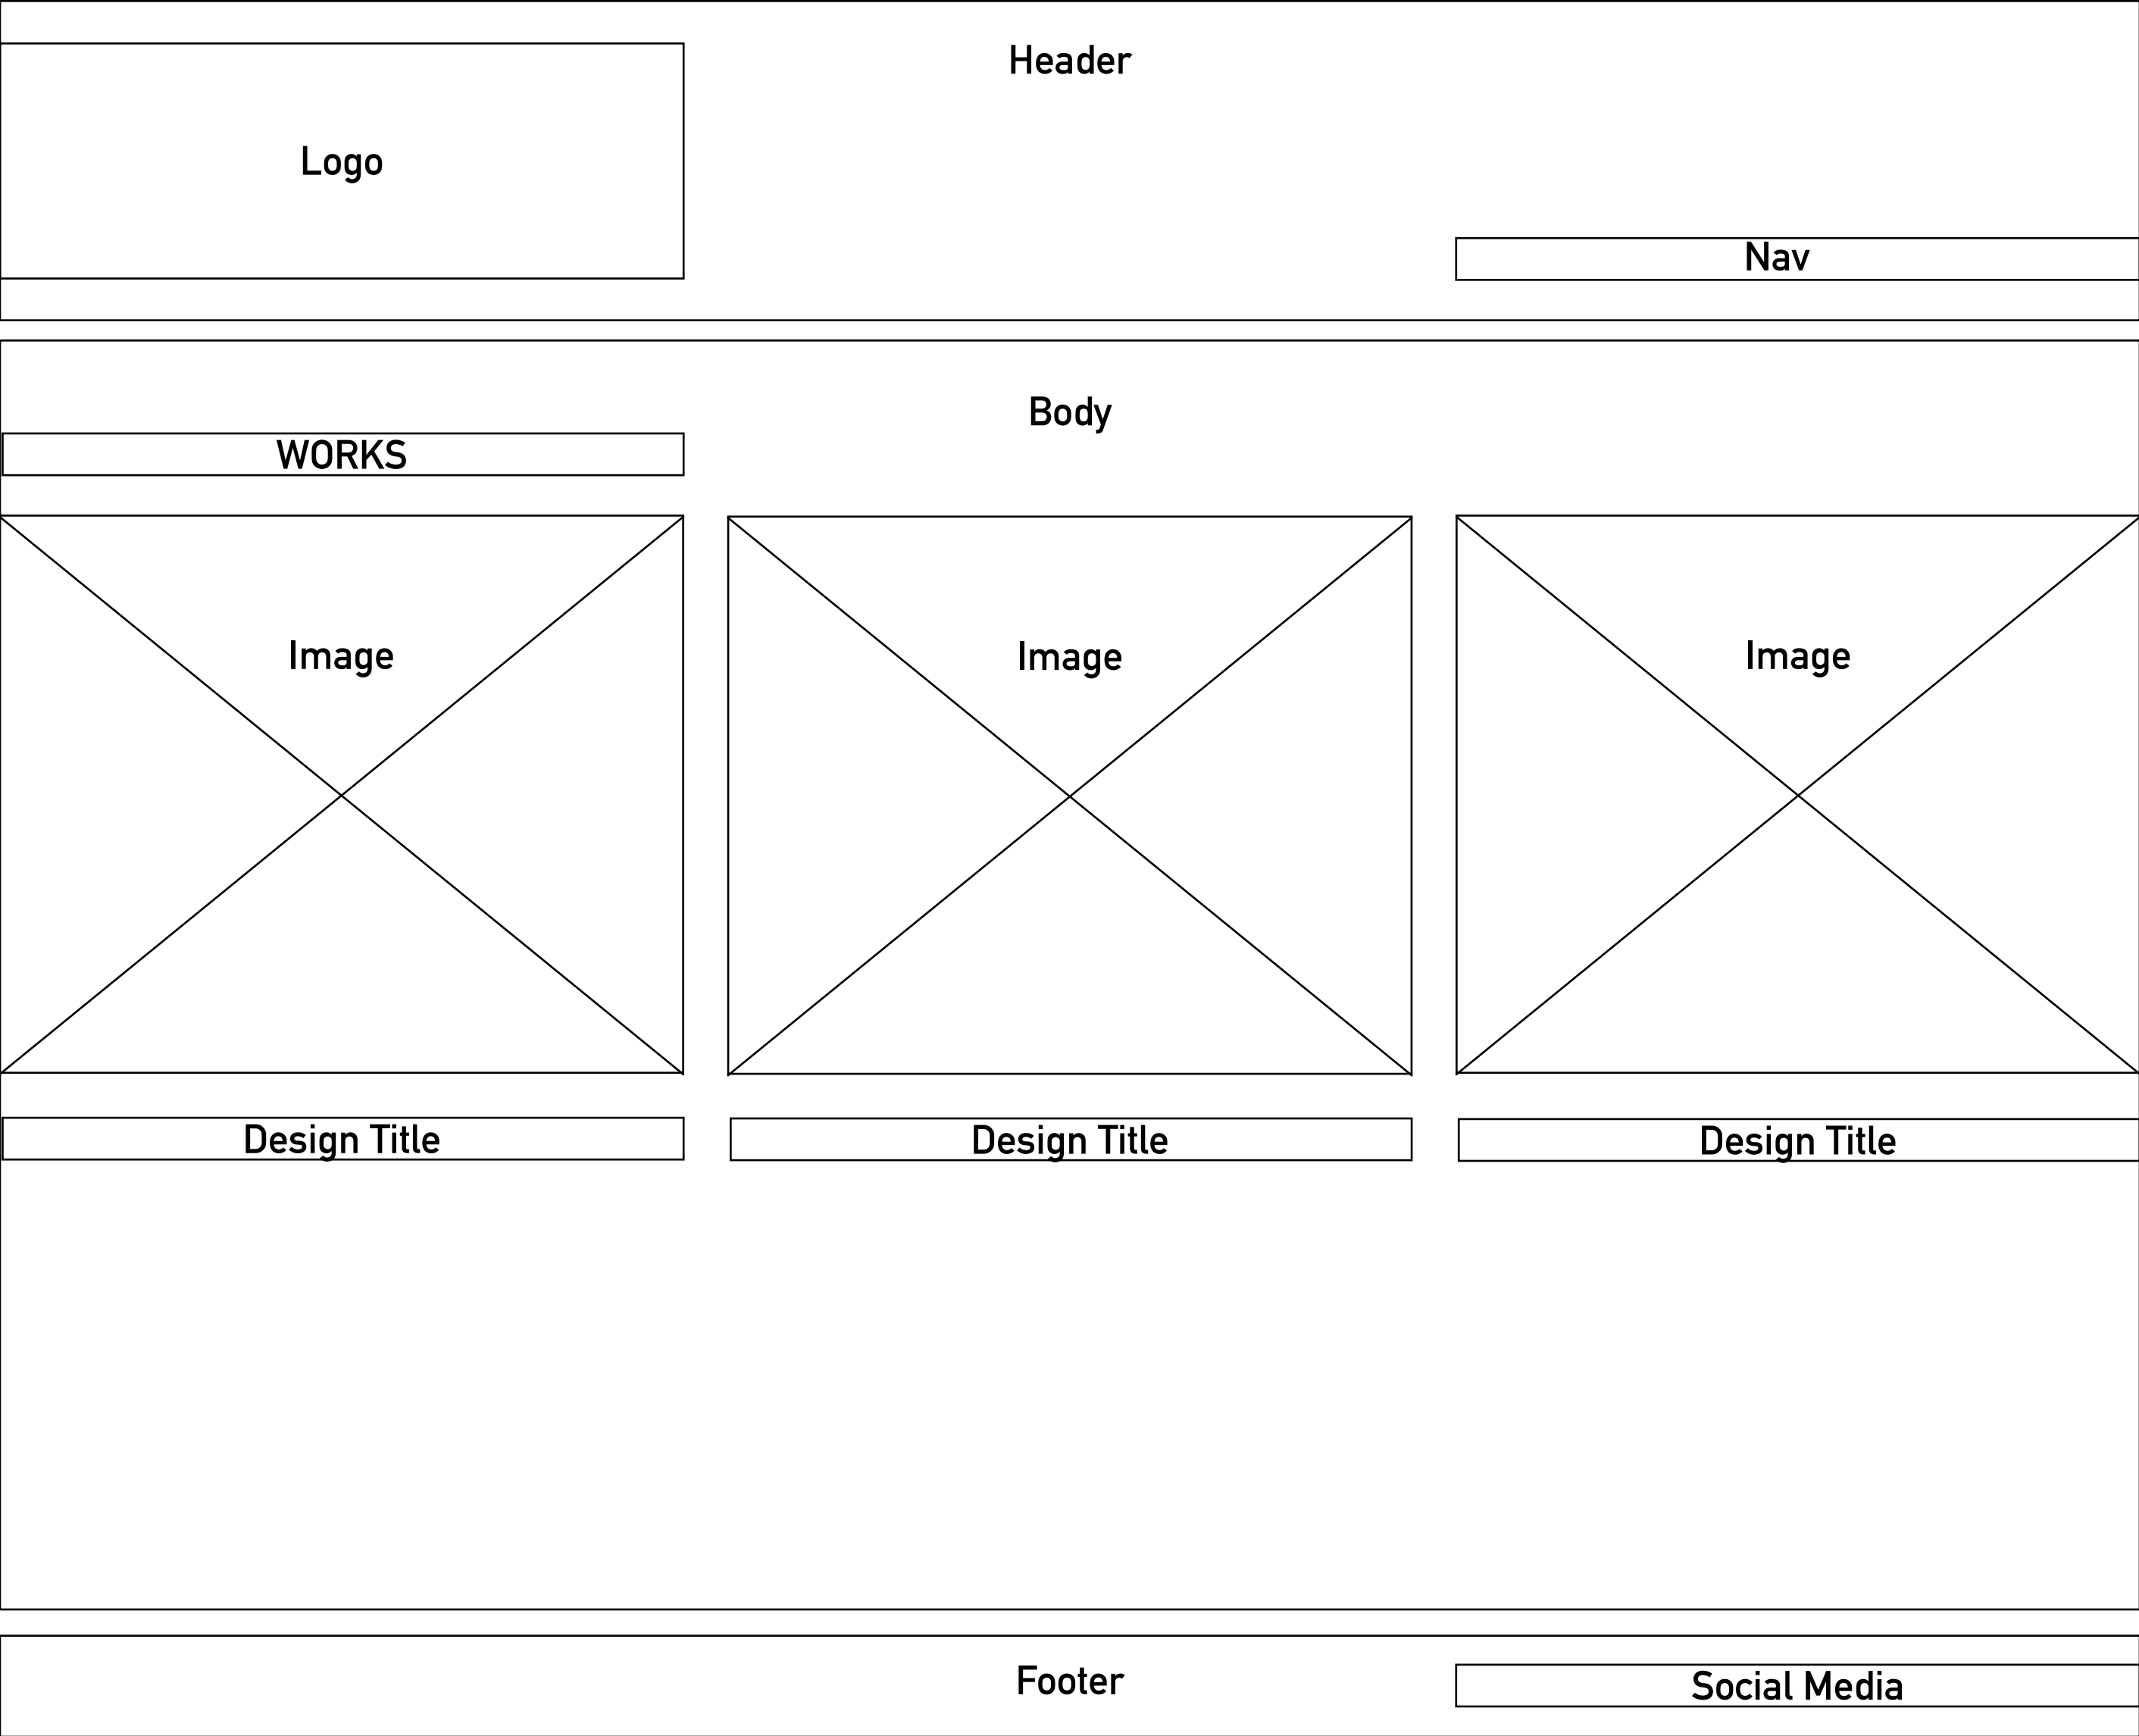 Header
Logo
Nav
Body
WORKS
Image
Image
Image
Design Title
Design Title
Design Title
Footer
Social Media